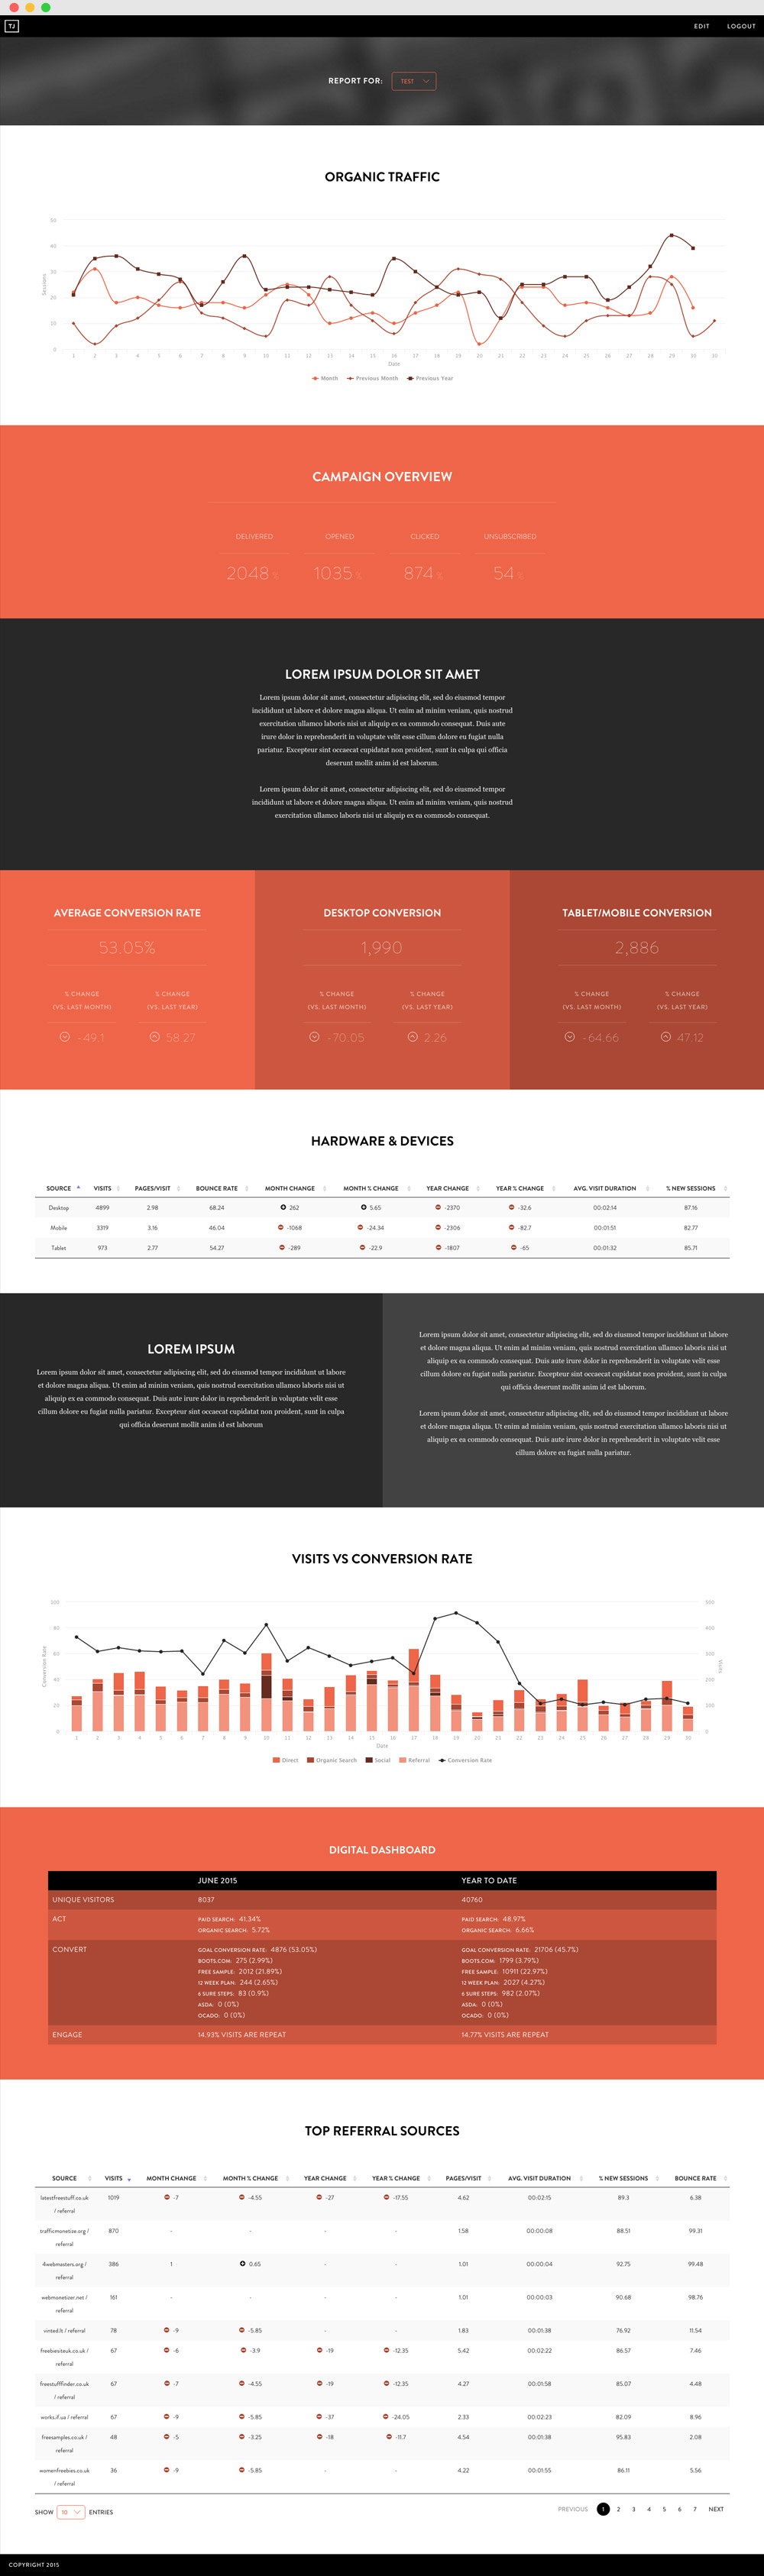 TJ
EDIT LOGOUT
REPORT FOR: TEST
ORGANIC TRAFFIC
50
40
30
20
10
0
Sessions
1 2 3 4 5 6 7 8 9 10 11 12 13 14 15 16 17 18 19 20 21 22 23 24 25 26 27 28 29 30 30
Date
Month Previous Month Previous Year
CAMPAIGN OVERVIEW
DELIVERED OPENED CLICKED UNSUBSCRIBED
2048 1035 874 54
LOREM IPSUM DOLOR SIT AMET
Lorem ipsum dolor sit amet, consectetur adipiscing elit, sed do eiusmod tempor
incididunt ut labore et dolore magna aliqua. Ut enim ad minim veniam, quis nostrud
exercitation ullamco laboris nisi ut aliquip ex ea commodo consequat. Duis aute
irure dolor in reprehenderit in voluptate velit esse cillum dolore eu fugiat nulla
pariatur. Excepteur sint occaecat cupidatat non proident, sunt in culpa qui officia
deserunt mollit anim id est laborum.
Lorem ipsum dolor sit amet, consectetur adipiscing elit, sed do eiusmod tempor
incididunt ut labore et dolore magna aliqua. Ut enim ad minim veniam, quis nostrud
exercitation ullamco laboris nisi ut aliquip ex ea commodo consequat.
AVERAGE CONVERSION RATE
53.05%
% CHANGE % CHANGE
(VS. LAST MONTH) (VS. LAST YEAR)
-49.1 58.27
DESKTOP CONVERSION
1,990
% CHANGE % CHANGE
(VS. LAST MONTH) (VS. LAST YEAR)
-70.05 2.26
TABLET/MOBILE CONVERSION
2,886
% CHANGE % CHANGE
(VS. LAST MONTH) (VS. LAST YEAR)
-64.66 47.12
HARDWARE & DEVICES
SOURCE VISITS PAGES/VISIT BOUNCE RATE MONTH CHANGE MONTH % CHANGE YEAR CHANGE YEAR % CHANGE AVG. VISIT DURATION % NEW SESSIONS
Desktop 4899 2.98 68.24 262 5.65 -2370 -32.6 00:02:14 87.16
Mobile 3319 3.16 46.04 -1068 -24.34 -2306 -82.7 00:01:51 82.77
Tablet 973 2.77 54.27 -289 -22.9 -1807 -65 00:01:32 85.71
LOREM IPSUM
Lorem ipsum dolor sit amet, consectetur adipiscing elit, sed do eiusmod tempor incididunt ut labore
et dolore magna aliqua. Ut enim ad minim veniam, quis nostrud exercitation ullamco laboris nisi ut
aliquip ex ea commodo consequat. Duis aute irure dolor in reprehenderit in voluptate velit esse
cillum dolore eu fugiat nulla pariatur. Excepteur sint occaecat cupidatat non proident, sunt in culpa
qui officia deserunt mollit anim id est laborum
Lorem ipsum dolor sit amet, consectetur adipiscing elit, sed do eiusmod tempor incididunt ut labore
et dolore magna aliqua. Ut enim ad minim veniam, quis nostrud exercitation ullamco laboris nisi ut
aliquip ex ea commodo consequat. Duis aute irure dolor in reprehenderit in voluptate velit esse
cillum dolore eu fugiat nulla pariatur. Excepteur sint occaecat cupidatat non proident, sunt in culpa
qui officia deserunt mollit anim id est laborum.
Lorem ipsum dolor sit amet, consectetur adipiscing elit, sed do eiusmod tempor incididunt ut labore
et dolore magna aliqua. Ut enim ad minim veniam, quis nostrud exercitation ullamco laboris nisi ut
aliquip ex ea commodo consequat. Duis aute irure dolor in reprehenderit in voluptate velit esse
cillum dolore eu fugiat nulla pariatur.
VISITS VS CONVERSION RATE
100 500
80 400
60 300
40 200
20 100
0 0
Conversion Rate
Visits
1 2 3 4 5 6 7 8 9 10 11 12 13 14 15 16 17 18 19 20 21 22 23 24 25 26 27 28 29 30
Date
Direct Organic Search Social Referral Conversion Rate
DIGITAL DASHBOARD
JUNE 2015 YEAR TO DATE
UNIQUE VISITORS 8037 40760
ACT PAID SEARCH: 41.34% PAID SEARCH: 48.97%
ORGANIC SEARCH: 5.72% ORGANIC SEARCH: 6.66%
CONVERT GOAL CONVERSION RATE: 4876 (53.05%) GOAL CONVERSION RATE: 21706 (45.7%)
BOOTS.COM: 275 (2.99%) BOOTS.COM: 1799 (3.79%)
FREE SAMPLE: 2012 (21.89%) FREE SAMPLE: 10911 (22.97%)
12 WEEK PLAN: 244 (2.65%) 12 WEEK PLAN: 2027 (4.27%)
6 SURE STEPS: 83 (0.9%) 6 SURE STEPS: 982 (2.07%)
ASDA: 0 (0%) ASDA: 0 (0%)
OCADO: 0 (0%) OCADO: 0 (0%)
ENGAGE 14.93% VISITS ARE REPEAT 14.77% VISITS ARE REPEAT
TOP REFERRAL SOURCES
SOURCE VISITS MONTH CHANGE MONTH % CHANGE YEAR CHANGE YEAR % CHANGE PAGES/VISIT AVG. VISIT DURATION % NEW SESSIONS BOUNCE RATE
latestfreestuff.co.uk 1019 -7 -4.55 -27 -17.55 4.62 00:02:15 89.3 6.38
/ referral
trafficmonetize.org / 870 - - - - 1.58 00:00:08 88.51 99.31
referral
4webmasters.org / 386 1 0.65 - - 1.01 00:00:04 92.75 99.48
referral
webmonetizer.net / 161 - - - - 1.01 00:00:03 90.68 98.76
referral
vinted.lt / referral 78 -9 -5.85 - - 1.83 00:01:38 76.92 11.54
freebiesiteuk.co.uk / 67 -6 -3.9 -19 -12.35 5.42 00:02:22 86.57 7.46
referral
freestufffinder.co.uk 67 -7 -4.55 -19 -12.35 4.27 00:01:58 85.07 4.48
/ referral
works.if.ua / referral 67 -9 -5.85 -37 -24.05 2.33 00:02:23 82.09 8.96
freesamples.co.uk / 48 -5 -3.25 -18 -11.7 4.54 00:01:38 95.83 2.08
referral
womenfreebies.co.uk 36 -9 -5.85 - - 4.22 00:01:55 86.11 5.56
/ referral
SHOW 10 ENTRIES
PREVIOUS 1 2 3 4 5 6 7 NEXT
COPYRIGHT 2015